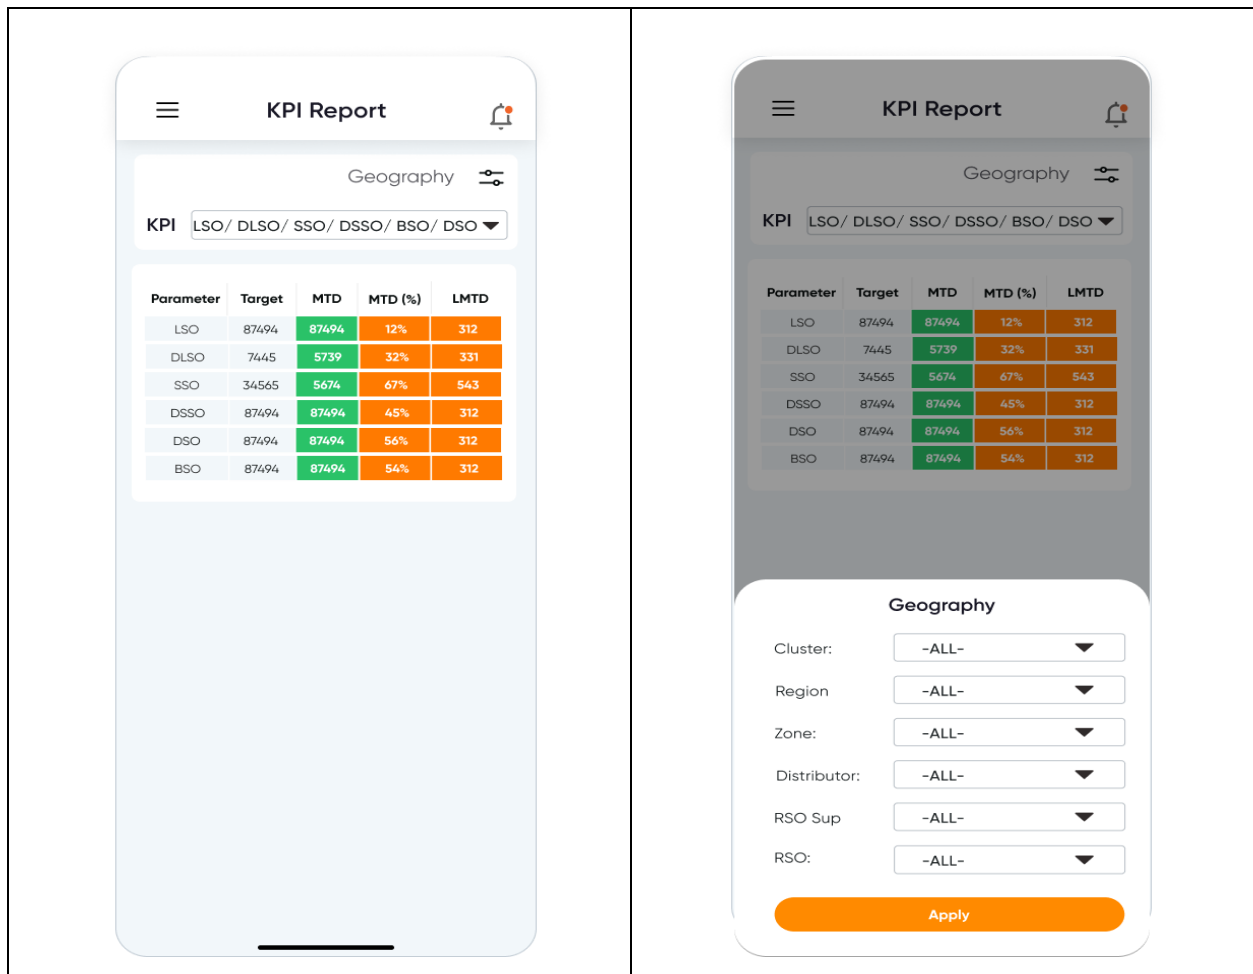 KPI Report
Geography
KPI LSO/ DLSO/ SSO/ DSSO/ BSO/ DSO
Parameter Target MTD MTD (%) LMTD
LSO 87494 87494 12% 312
DLSO 7445 5739 32% 331
SSO 34565 5674 67% 543
DSSO 87494 87494 45% 312
DSO 87494 87494 56% 312
BSO 87494 87494 54% 312
KPI Report
Geography
KPI LSO/ DLSO/ SSO/ DSSO/ BSO/ DSO
Parameter Target MTD MTD (%) LMTD
LSO 87494 87494 12% 312
DLSO 7445 5739 32% 331
SSO 34565 5674 67% 543
DSSO 87494 87494 45% 312
DSO 87494 87494 56% 312
BSO 87494 87494 54% 312
Geography
Cluster: -ALL-
Region -ALL-
Zone: -ALL-
Distributor: -ALL-
RSO Sup -ALL-
RSO: -ALL-
Apply